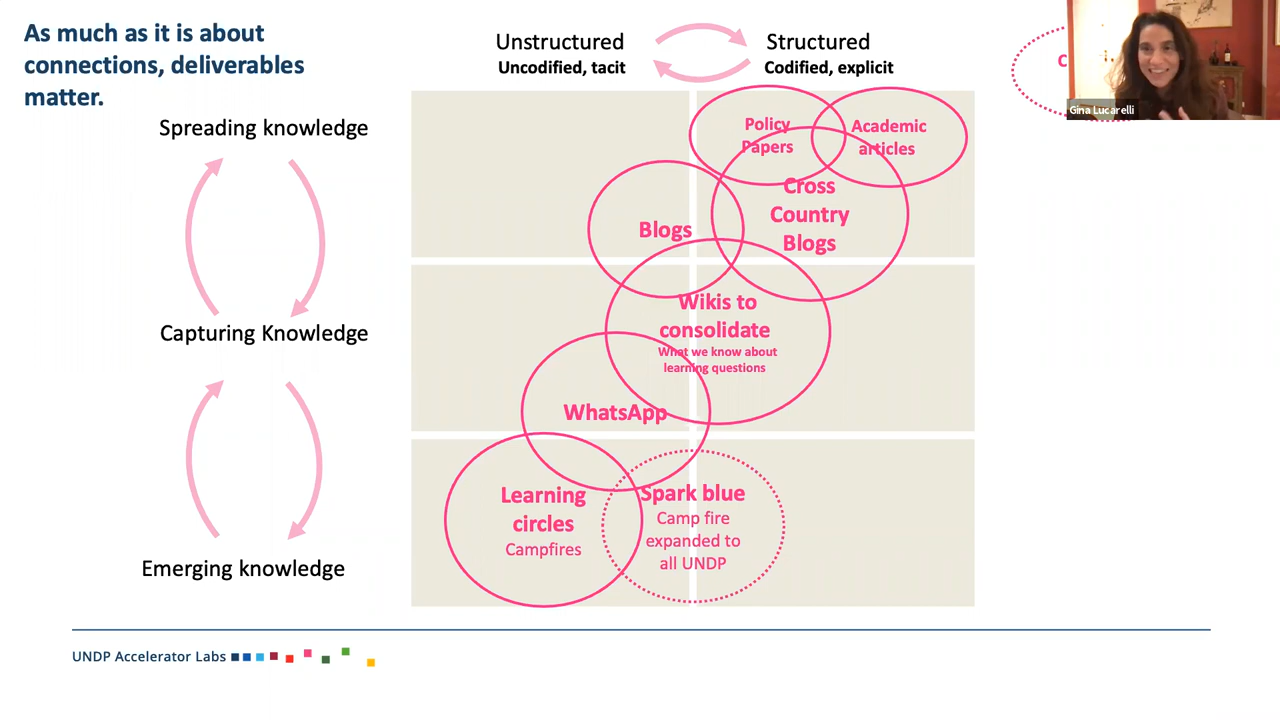 As much as it is about
connections, deliverables
matter.
Unstructured
Uncodified, tacit
Structured
Codified, explicit
Gina Lucarelli
Spreading knowledge
Capturing Knowledge
Emerging knowledge
Policy
Papers
Academic
articles
Cross
Country
Blogs
Blogs
Wikis to
consolidate
What we know about
learning questions
WhatsApp
Learning
circles
Campfires
Spark blue
Camp fire
expanded to
all UNDP
UNDP Accelerator Labs